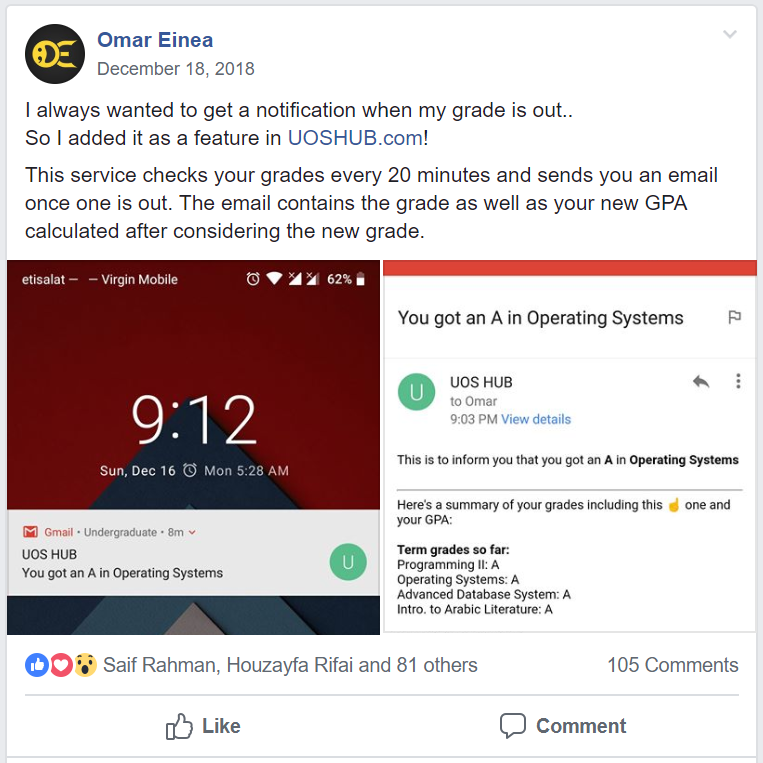 Omar Einea
December 18, 2018
I always wanted to get a notification when my grade is out..
So I added it as a feature in UOSHUB.com!
This service checks your grades every 20 minutes and sends you an email
once one is out. The email contains the grade as well as your new GPA
calculated after considering the new grade.
etisalat — — Virgin Mobile 62%
9:12
Sun, Dec 16 Mon 5:28 AM
Gmail • Undergraduate • 8m
UOS HUB
You got an A in Operating Systems
U
You got an A in Operating Systems
U
UOS HUB
to Omar
9:03 PM View details
This is to inform you that you got an A in Operating Systems
Here's a summary of your grades including this ☝ one and
your GPA:
Term grades so far:
Programming II: A
Operating Systems: A
Advanced Database System: A
Intro. to Arabic Literature: A
Saif Rahman, Houzayfa Rifai and 81 others
105 Comments
Like
Comment